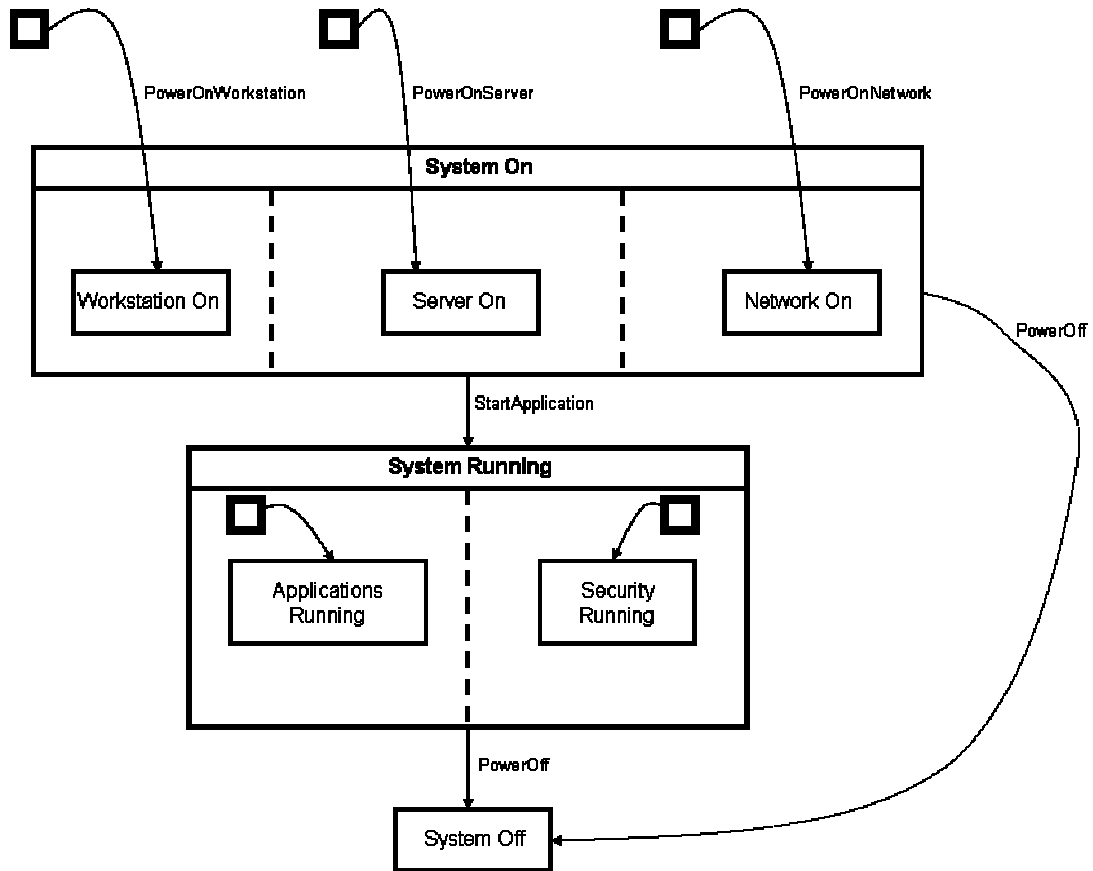 PowerOnWorkstation
PowerOnServer
PowerOnNetwork
System On
Workstation On
Server On
Network On
PowerOff
StartApplication
System Running
Applications
Running
Security
Running
PowerOff
System Off